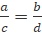 a/c = b/d